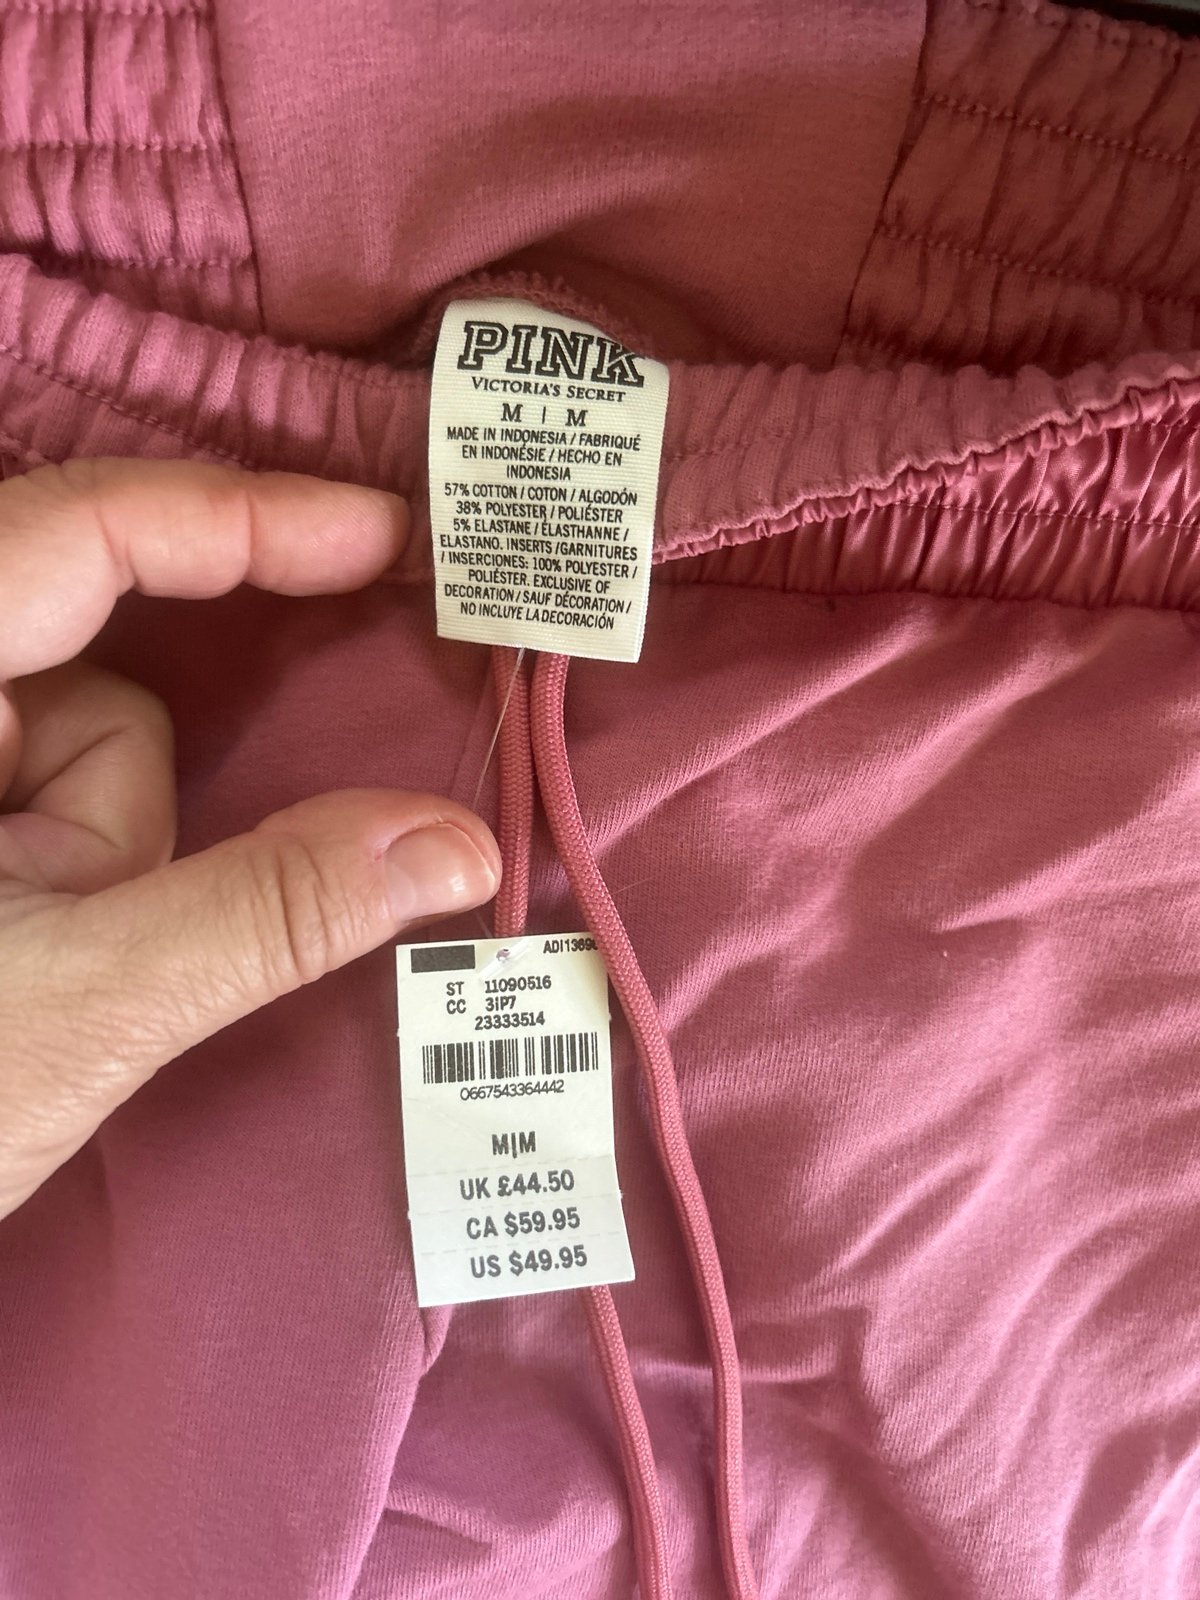 PINK
VICTORIA'S SECRET
M | M
MADE IN INDONESIA / FABRIQUÉ
EN INDONÉSIE / HECHO EN
INDONESIA
57% COTTON / COTON / ALGODÓN
38% POLYESTER / POLIÉSTER
5% ELASTANE / ÉLASTHANNE /
ELASTANO. INSERTS /GARNITURES
/ INSERCIONES: 100% POLYESTER /
POLIÉSTER. EXCLUSIVE OF
DECORATION / SAUF DÉCORATION /
NO INCLUYE LA DECORACIÓN
ST 11090516
CC 3IP7
23333514
0667543364442
M|M
UK £44.50
CA $59.95
US $49.95